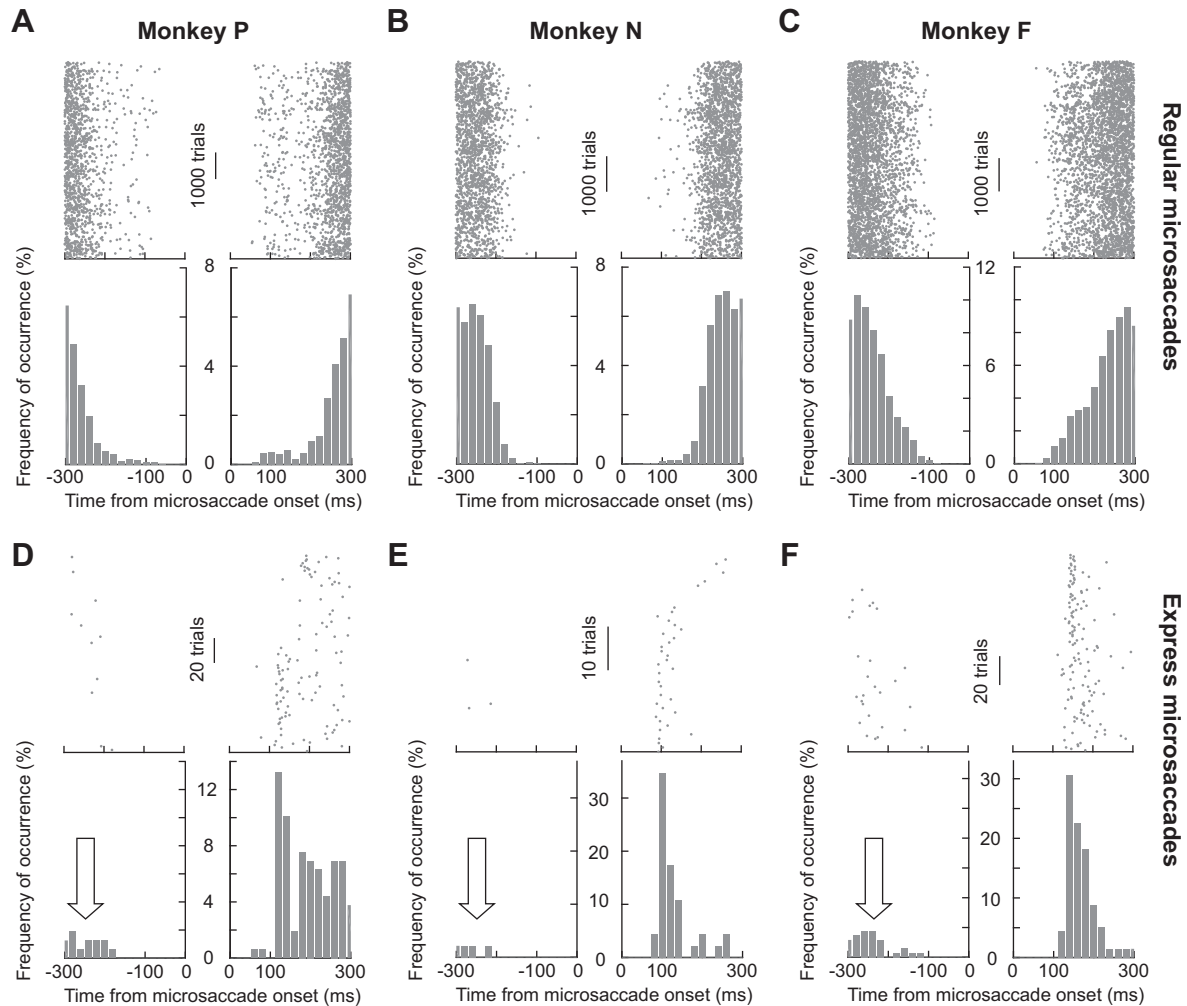 A
Monkey P
B
Monkey N
C
Monkey F
Regular microsaccades
1000 trials
1000 trials
1000 trials
Frequency of occurrence (%)
8
4
0
-300
-100
0
0
100
300
Time from microsaccade onset (ms)
Frequency of occurrence (%)
8
4
0
-300
-100
0
0
100
300
Time from microsaccade onset (ms)
Frequency of occurrence (%)
12
6
0
-300
-100
0
0
100
300
Time from microsaccade onset (ms)
D
E
F
Express microsaccades
20 trials
10 trials
20 trials
Frequency of occurrence (%)
12
8
4
0
-300
-100
0
0
100
300
Time from microsaccade onset (ms)
Frequency of occurrence (%)
30
20
10
0
-300
-100
0
0
100
300
Time from microsaccade onset (ms)
Frequency of occurrence (%)
30
20
10
0
-300
-100
0
0
100
300
Time from microsaccade onset (ms)